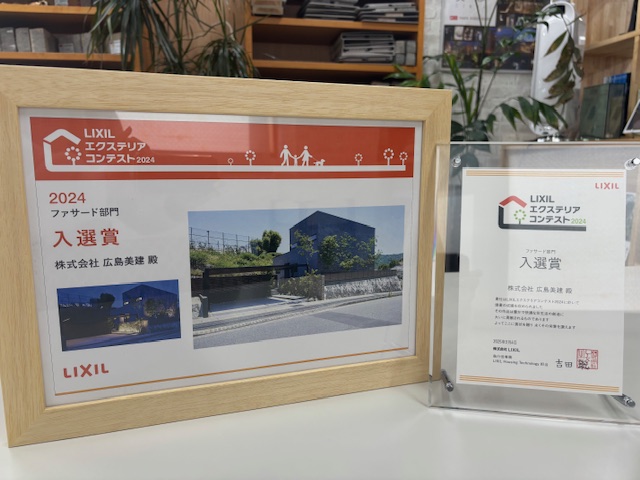 LIXIL
エクステリア
コンテスト2024
2024
ファサード部門
入選賞
株式会社 広島美建 殿
LIXIL
LIXIL
LIXIL
エクステリア
コンテスト2024
ファサード部門
入選賞
株式会社 広島美建 殿
株式会社 LIXIL
LIXIL Housing Technology
吉田